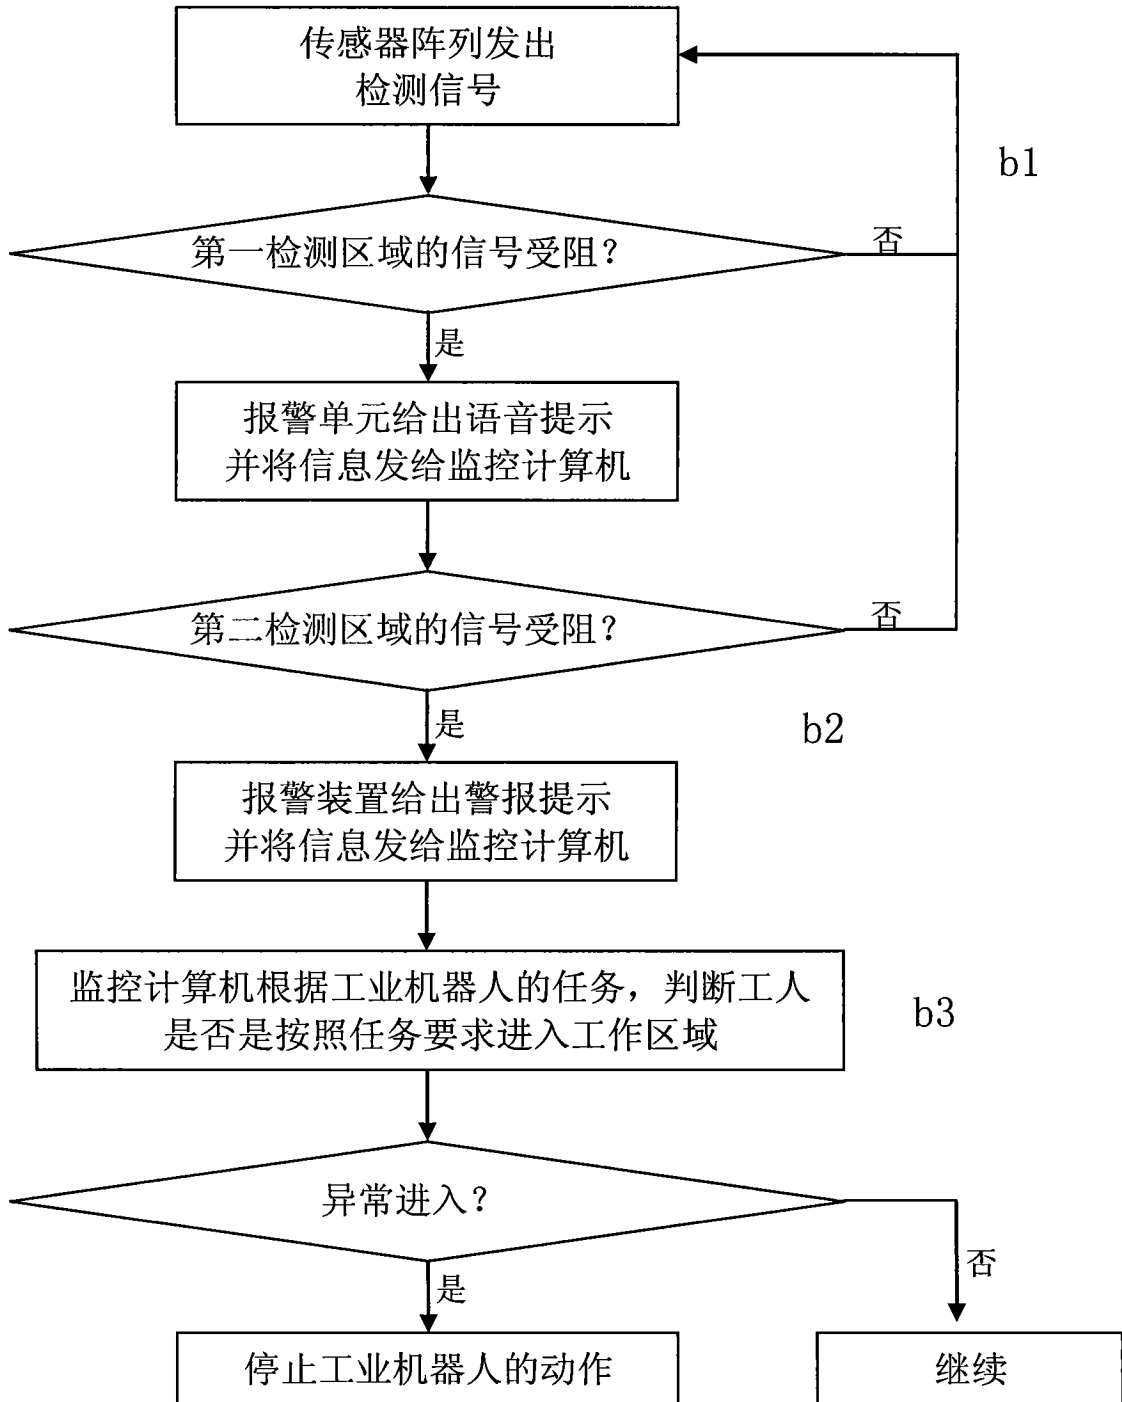 传感器阵列发出
检测信号
b1
第一检测区域的信号受阻？
否
是
报警单元给出语音提示
并将信息发给监控计算机
第二检测区域的信号受阻？
否
是
b2
报警装置给出警报提示
并将信息发给监控计算机
监控计算机根据工业机器人的任务，判断工人
是否是按照任务要求进入工作区域
b3
异常进入？
否
是
停止工业机器人的动作
继续